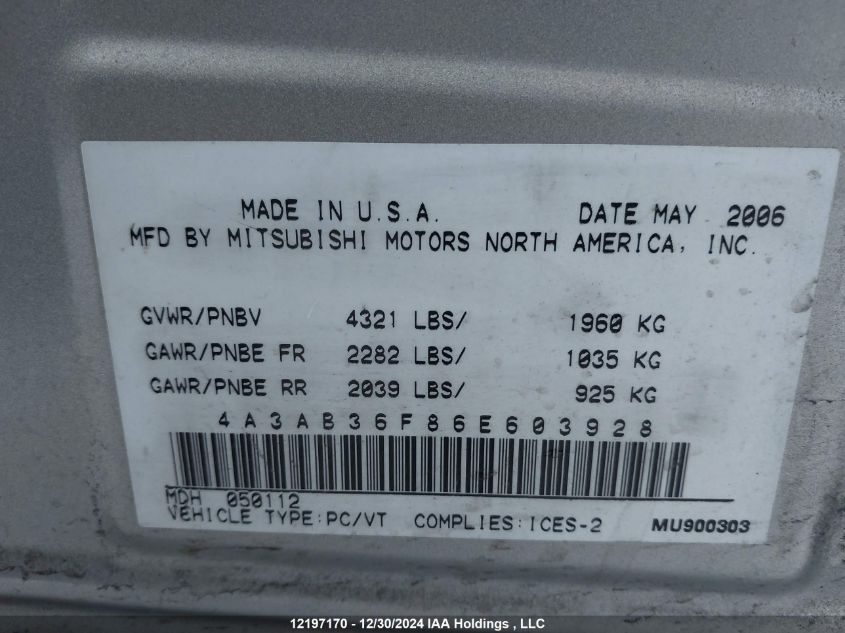 MADE IN U.S.A. DATE MAY 2006
MFD BY MITSUBISHI MOTORS NORTH AMERICA, INC.
GVWR/PNBV 4321 LBS/ 1960 KG
GAWR/PNBE FR 2282 LBS/ 1035 KG
GAWR/PNBE RR 2039 LBS/ 925 KG
4A3AB36F86E603928
MDH 050112
VEHICLE TYPE:PC/VT COMPLIES:ICES-2 MU900303
12197170 - 12/30/2024 IAA Holdings , LLC